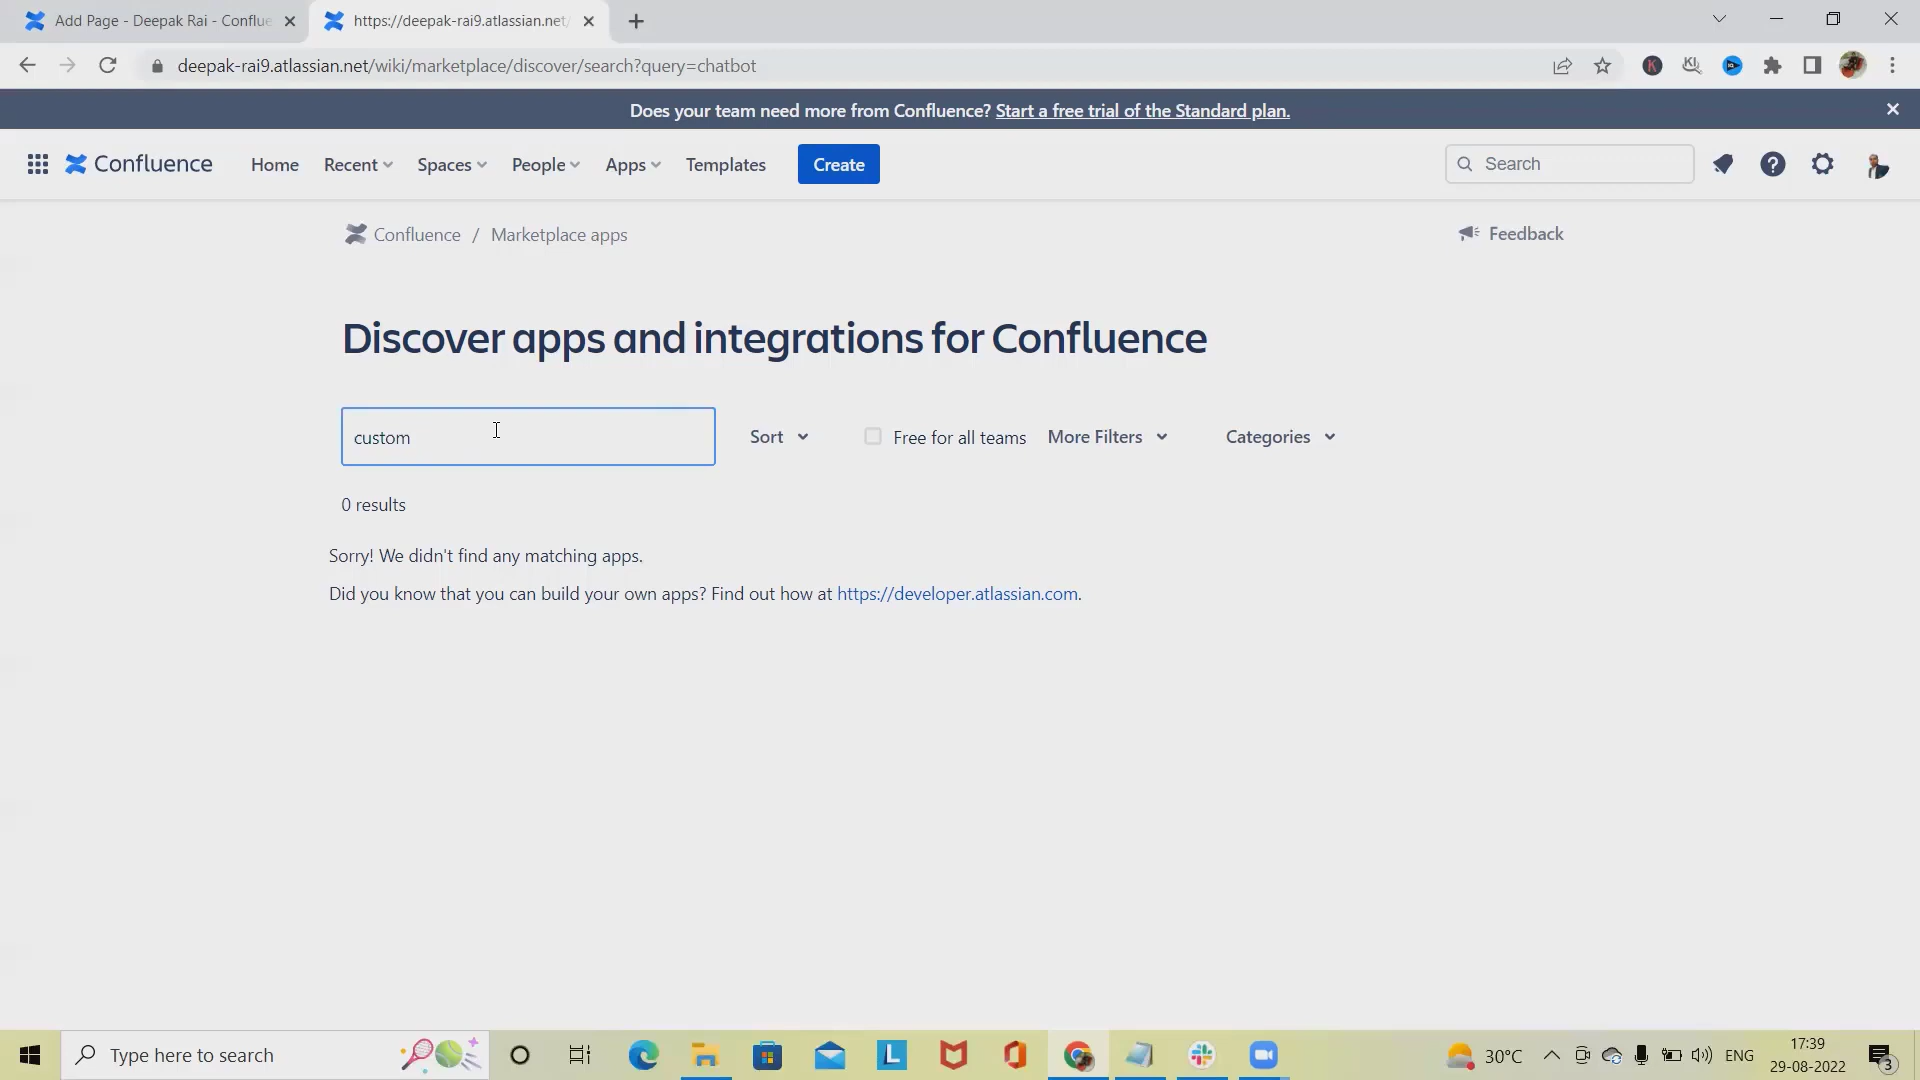 Add Page - Deepak Rai - Conflue
https://deepak-rai9.atlassian.net/
deepak-rai9.atlassian.net/wiki/marketplace/discover/search?query=chatbot
Does your team need more from Confluence? Start a free trial of the Standard plan.
Confluence Home Recent Spaces People Apps Templates Create Search
Confluence / Marketplace apps Feedback
Discover apps and integrations for Confluence
custom Sort Free for all teams More Filters Categories
0 results
Sorry! We didn't find any matching apps.
Did you know that you can build your own apps? Find out how at https://developer.atlassian.com.
Type here to search 30°C ENG 17:39
29-08-2022
3